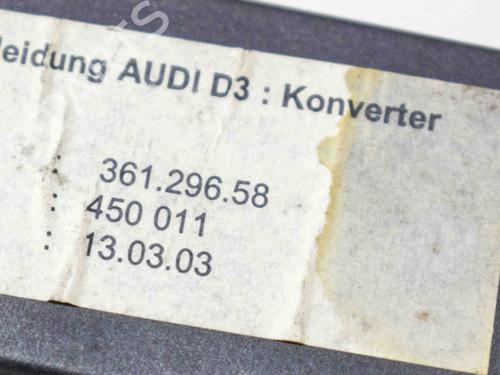 leidung AUDI D3 : Konverter
: 361.296.58
: 450 011
: 13.03.03